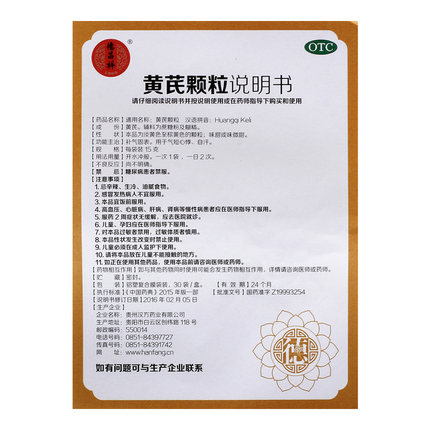 德昌祥
OTC
黄芪颗粒说明书
请仔细阅读说明书并按说明使用或在药师指导下购买和使用
[药品名称]通用名称：黄芪颗粒 汉语拼音：Huangqi Keli
[成 份]黄芪。辅料为蔗糖粉及糊精。
[性 状]本品为淡黄色至棕黄色的颗粒；味甜或味微甜。
[功能主治]补气固表。用于气短心悸、自汗。
[规 格]每袋装15克
[用法用量]开水冲服。一次1袋，一日2次。
[不良反应]尚不明确。
[禁 忌]糖尿病患者禁服。
[注意事项]
1.忌辛辣、生冷、油腻食物。
2.感冒发热病人不宜服用。
3.本品宜饭前服用。
4.高血压、心脏病、肝病、肾病等慢性病患者应在医师指导下服用。
5.服药2周症状无缓解，应去医院就诊。
6.儿童、孕妇应在医师指导下服用。
7.对本品过敏者禁用，过敏体质者慎用。
8.本品性状发生改变时禁止使用。
9.儿童必须在成人监护下使用。
10.请将本品放在儿童不能接触的地方。
11.如正在使用其他药品，使用本品前请咨询医师或药师。
[药物相互作用]如与其他药物同时使用可能会发生药物相互作用，详情请咨询医师或药师。
[贮 藏]密封。
[包 装]铝塑复合膜袋装，30袋/盒。 [有 效 期]24个月
[执行标准]《中国药典》2015年版一部 [批准文号]国药准字Z19993254
[说明书修订日期]2016年02月05日
[生产企业]
企业名称：贵州汉方药业有限公司
生产地址：贵阳市白云区创纬路118号
邮政编码：550014
电话号码：0851-84397727
传真号码：0851-84391742
网 址：www.hanfang.cn
如有问题可与生产企业联系